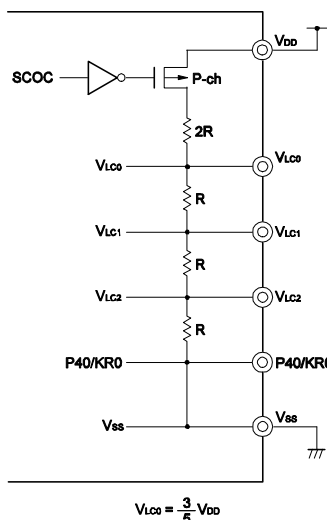 VDD
SCOC
P-ch
2R
VLC0
VLC0
R
VLC1
VLC1
R
VLC2
VLC2
R
P40/KR0
P40/KR0
VSS
VSS
VLC0 = 3/5 VDD